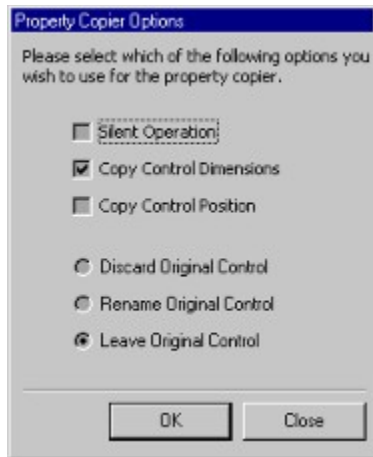 Property Copier Options
Please select which of the following options you
wish to use for the property copier.
Silent Operation
Copy Control Dimensions
Copy Control Position
Discard Original Control
Rename Original Control
Leave Original Control
OK
Close